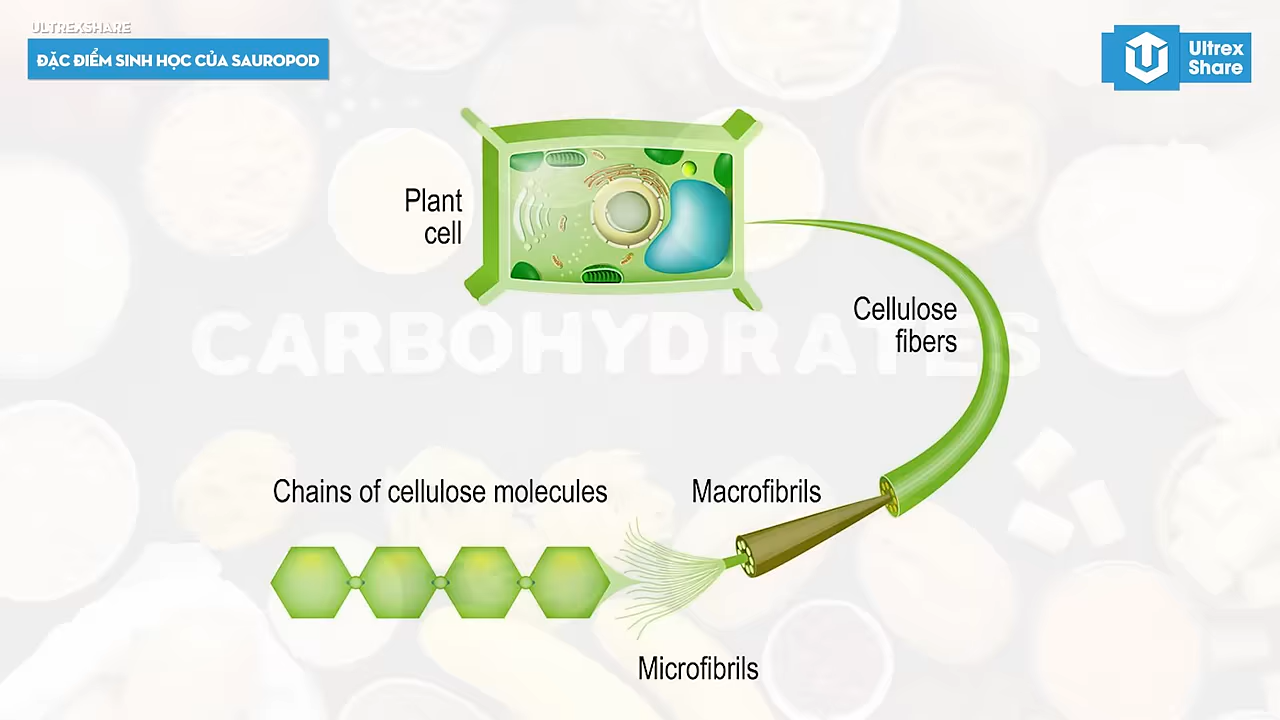 ULTREXSHARE
ĐẶC ĐIỂM SINH HỌC CỦA SAUROPOD
Ultrex
Share
Plant
cell
Cellulose
fibers
CARBOHYDRATES
Chains of cellulose molecules
Macrofibrils
Microfibrils